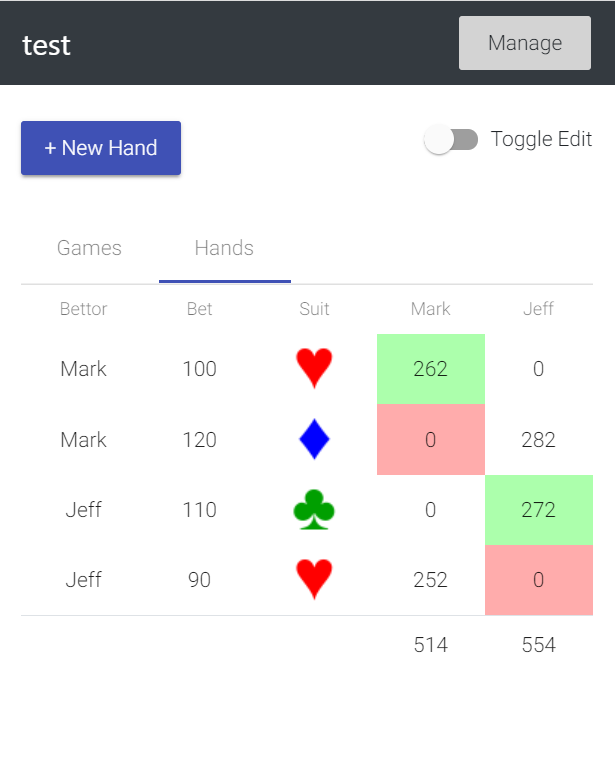 test
Manage
+ New Hand
Toggle Edit
Games Hands
Bettor Bet Suit Mark Jeff
Mark 100 ♥ 262 0
Mark 120 ♦ 0 282
Jeff 110 ♣ 0 272
Jeff 90 ♥ 252 0
514 554